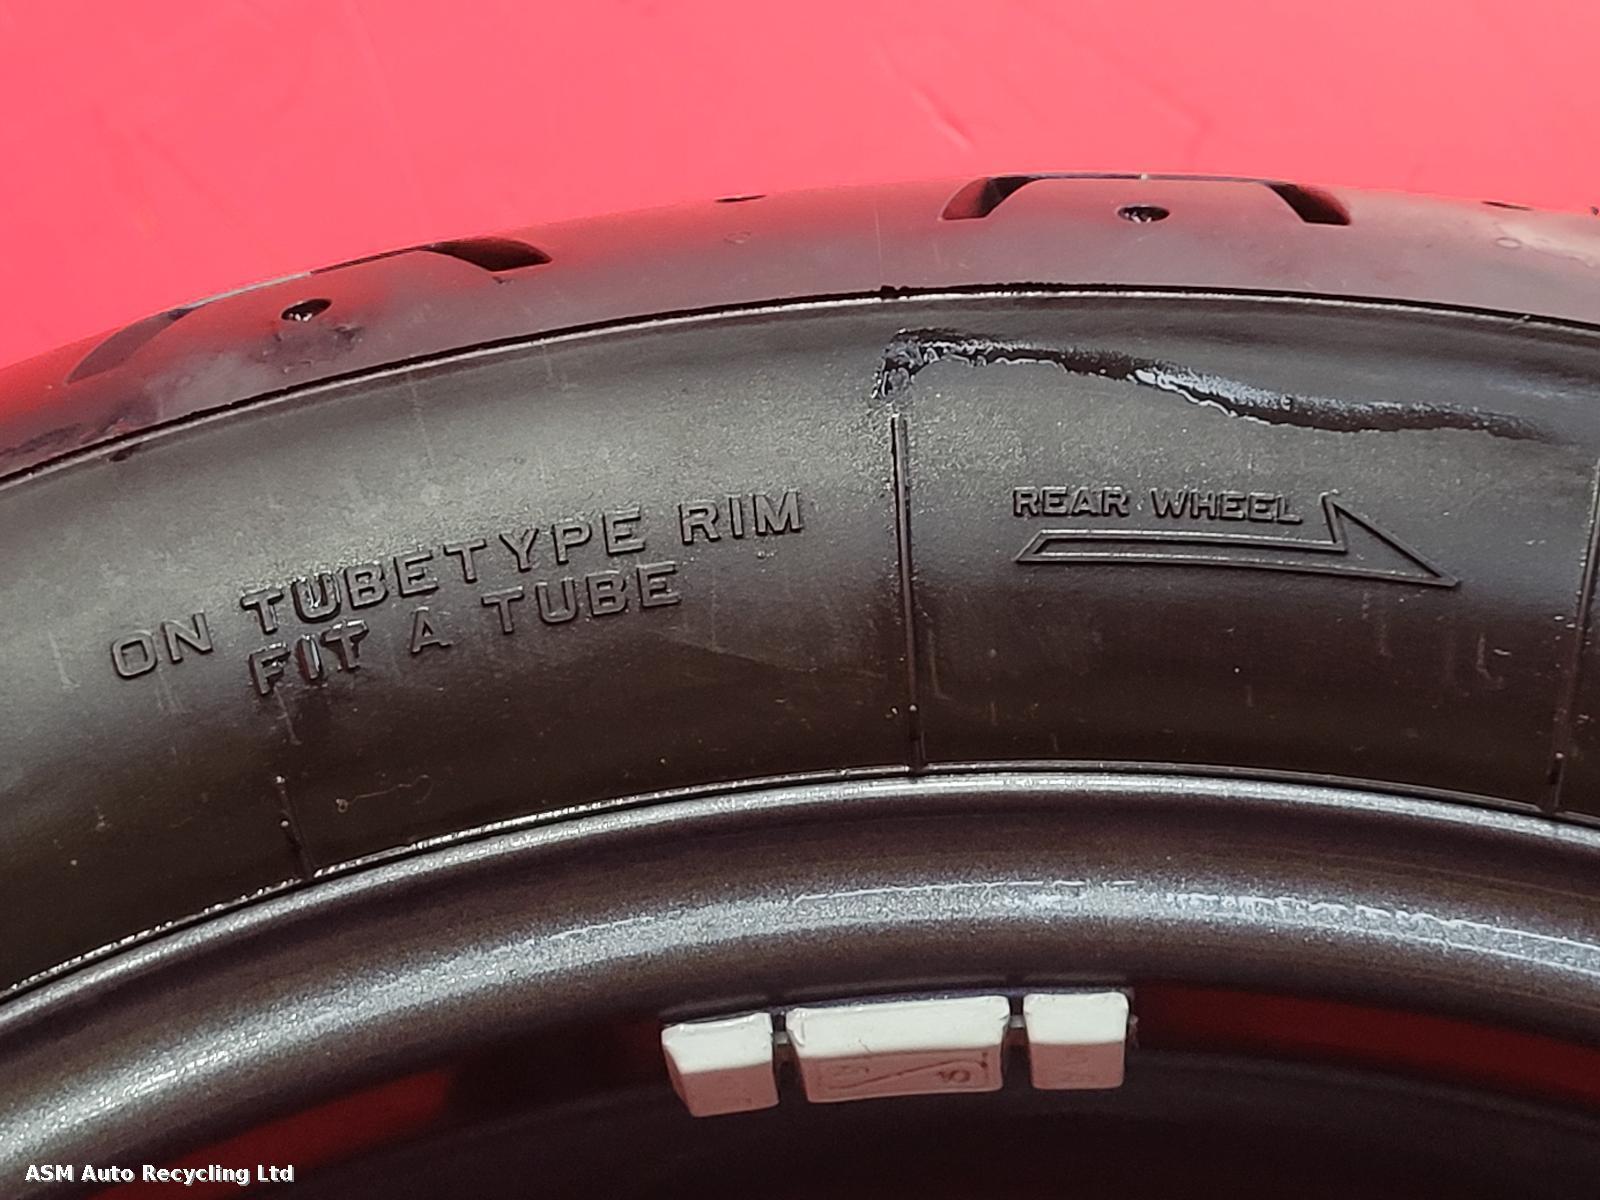 ON TUBETYPE RIM
FIT A TUBE
REAR WHEEL
ASM Auto Recycling Ltd